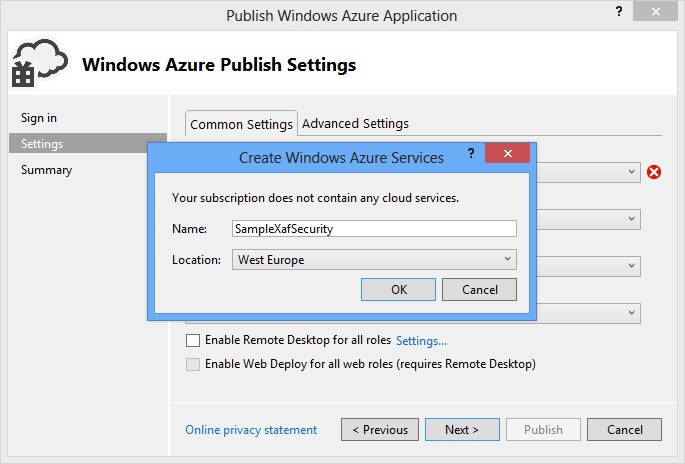 Publish Windows Azure Application
?
Windows Azure Publish Settings
Sign in
Settings
Summary
Common Settings
Advanced Settings
Create Windows Azure Services
?
Your subscription does not contain any cloud services.
Name:
SampleXafSecurity
Location:
West Europe
OK
Cancel
Enable Remote Desktop for all roles
Settings...
Enable Web Deploy for all web roles (requires Remote Desktop)
Online privacy statement
< Previous
Next >
Publish
Cancel